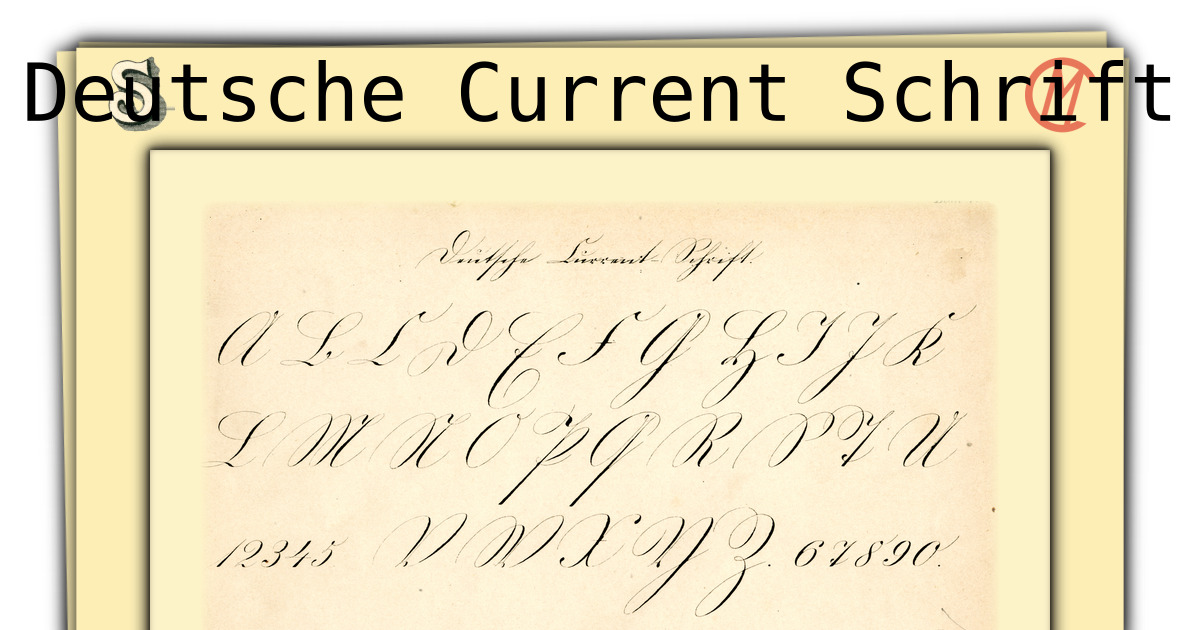 Deutsche Current Schrift
Deutsche Current-Schrift.
A B C D E F G H I J K
L M N O P Q R S T U
12345 V W X Y Z. 67890.